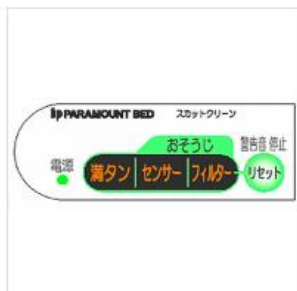 PARAMOUNT BED スカットクリーン
おそうじ 警告音 停止
電源 満タン センサー フィルター リセット